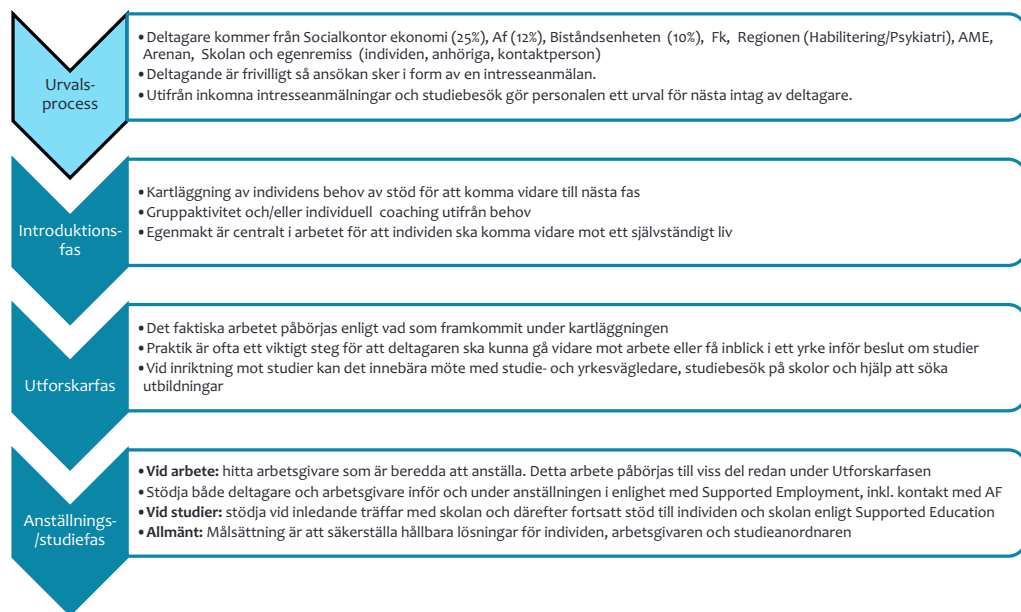 Urvals-
process
•Deltagare kommer från Socialkontor ekonomi (25%), Af (12%), Biståndsenheten (10%), Fk, Regionen (Habilitering/Psykiatri), AME,
Arenan, Skolan och egenremiss (individen, anhöriga, kontaktperson)
•Deltagande är frivilligt så ansökan sker i form av en intresseanmälan.
•Utifrån inkomna intresseanmälningar och studiebesök gör personalen ett urval för nästa intag av deltagare.
Introduktions-
fas
•Kartläggning av individens behov av stöd för att komma vidare till nästa fas
•Gruppaktivitet och/eller individuell coaching utifrån behov
•Egenmakt är centralt i arbetet för att individen ska komma vidare mot ett självständigt liv
Utforskarfas
•Det faktiska arbetet påbörjas enligt vad som framkommit under kartläggningen
•Praktik är ofta ett viktigt steg för att deltagaren ska kunna gå vidare mot arbete eller få inblick i ett yrke inför beslut om studier
•Vid inriktning mot studier kan det innebära möte med studie- och yrkesvägledare, studiebesök på skolor och hjälp att söka
utbildningar
Anställnings-
/studiefas
•Vid arbete: hitta arbetsgivare som är beredda att anställa. Detta arbete påbörjas till viss del redan under Utforskarfasen
•Stödja både deltagare och arbetsgivare inför och under anställningen i enlighet med Supported Employment, inkl. kontakt med AF
•Vid studier: stödja vid inledande träffar med skolan och därefter fortsatt stöd till individen och skolan enligt Supported Education
•Allmänt: Målsättning är att säkerställa hållbara lösningar för individen, arbetsgivaren och studieanordnaren